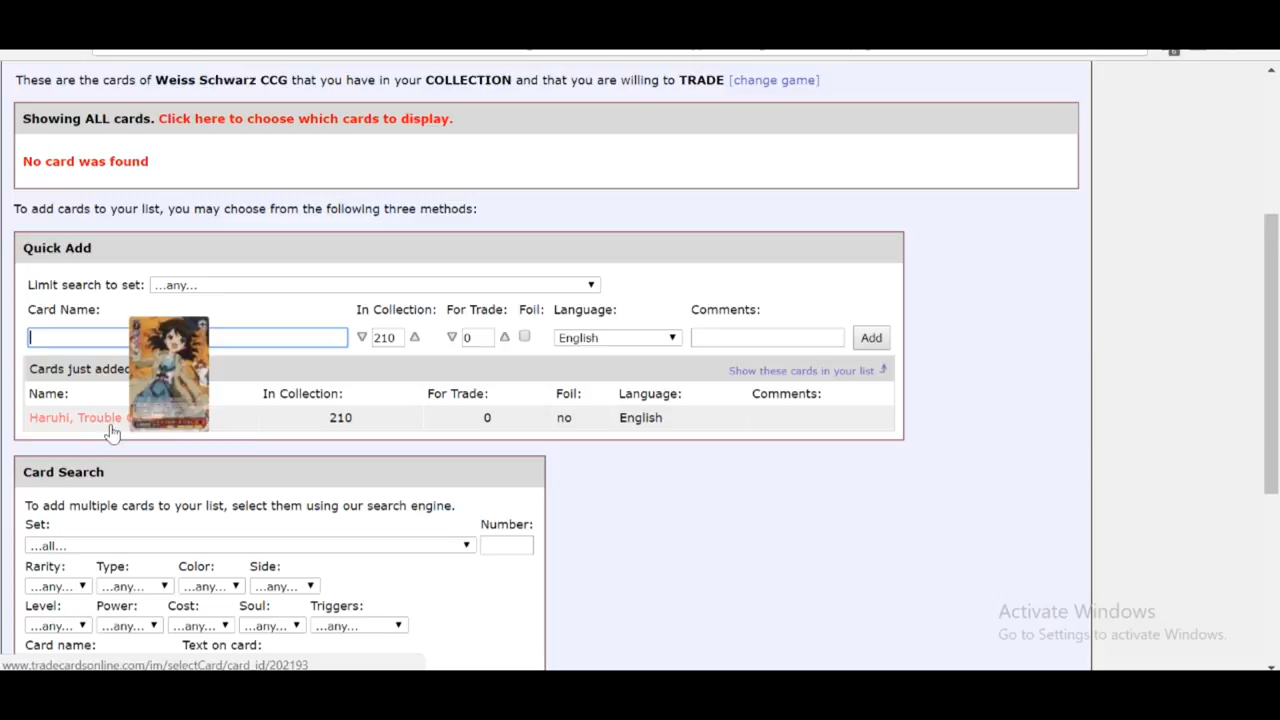 These are the cards of Weiss Schwarz CCG that you have in your COLLECTION and that you are willing to TRADE [change game]
Showing ALL cards. Click here to choose which cards to display.
No card was found
To add cards to your list, you may choose from the following three methods:
Quick Add
Limit search to set: ...any...
Card Name: In Collection: For Trade: Foil: Language: Comments:
210 0 English Add
Cards just added Show these cards in your list
Name: In Collection: For Trade: Foil: Language: Comments:
Haruhi, Trouble 210 0 no English
Card Search
To add multiple cards to your list, select them using our search engine.
Set: Number:
...all...
Rarity: Type: Color: Side:
...any... ...any... ...any... ...any...
Level: Power: Cost: Soul: Triggers:
...any... ...any... ...any... ...any... ...any...
Card name: Text on card:
Activate Windows
Go to Settings to activate Windows.
www.tradecardsonline.com/im/selectCard/card_id/202193